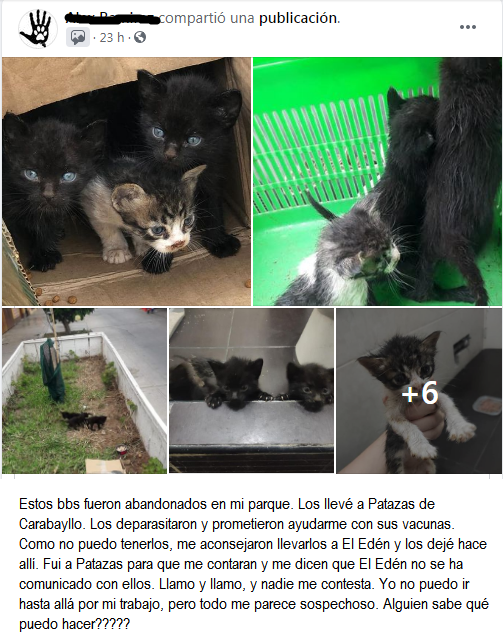 compartió una publicación.
23 h ·
+6
Estos bbs fueron abandonados en mi parque. Los llevé a Patazas de
Carabayllo. Los deparasitaron y prometieron ayudarme con sus vacunas.
Como no puedo tenerlos, me aconsejaron llevarlos a El Edén y los dejé hace
allí. Fui a Patazas para que me contaran y me dicen que El Edén no se ha
comunicado con ellos. Llamo y llamo, y nadie me contesta. Yo no puedo ir
hasta allá por mi trabajo, pero todo me parece sospechoso. Alguien sabe qué
puedo hacer?????